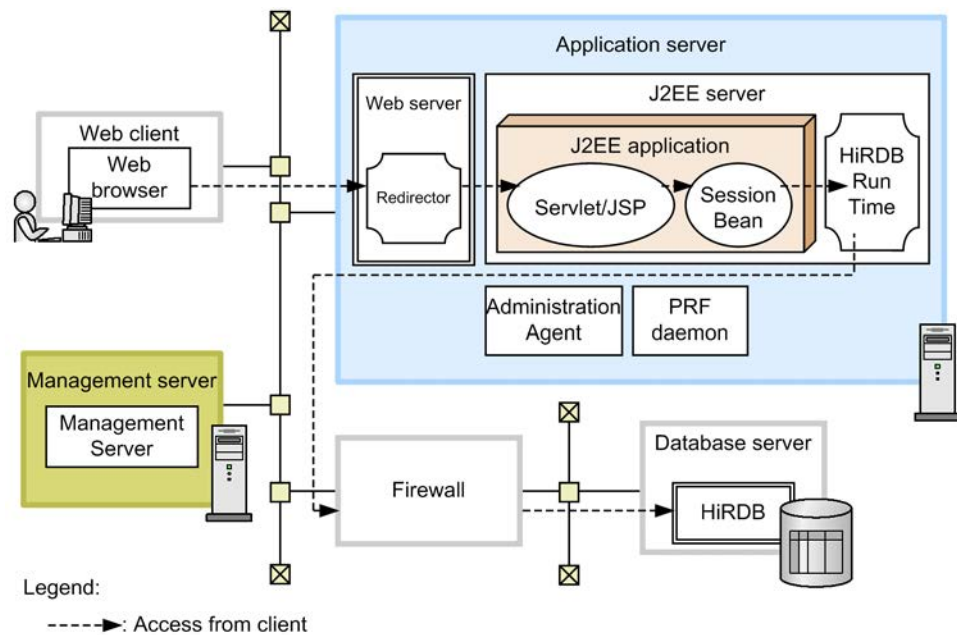 Application server
Web server
J2EE server
Web client
Web
browser
J2EE application
HiRDB
Run
Time
Redirector
Servlet/JSP
Session
Bean
Administration
Agent
PRF
daemon
Management server
Management
Server
Firewall
Database server
HiRDB
Legend:
: Access from client